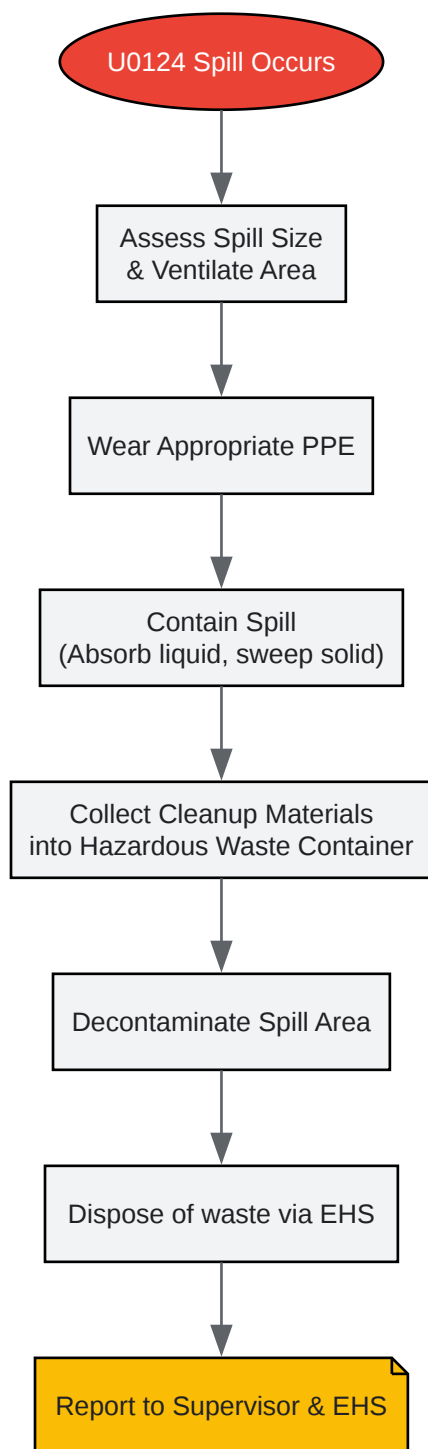 U0124 Spill Occurs
Assess Spill Size
& Ventilate Area
Wear Appropriate PPE
Contain Spill
(Absorb liquid, sweep solid)
Collect Cleanup Materials
into Hazardous Waste Container
Decontaminate Spill Area
Dispose of waste via EHS
Report to Supervisor & EHS